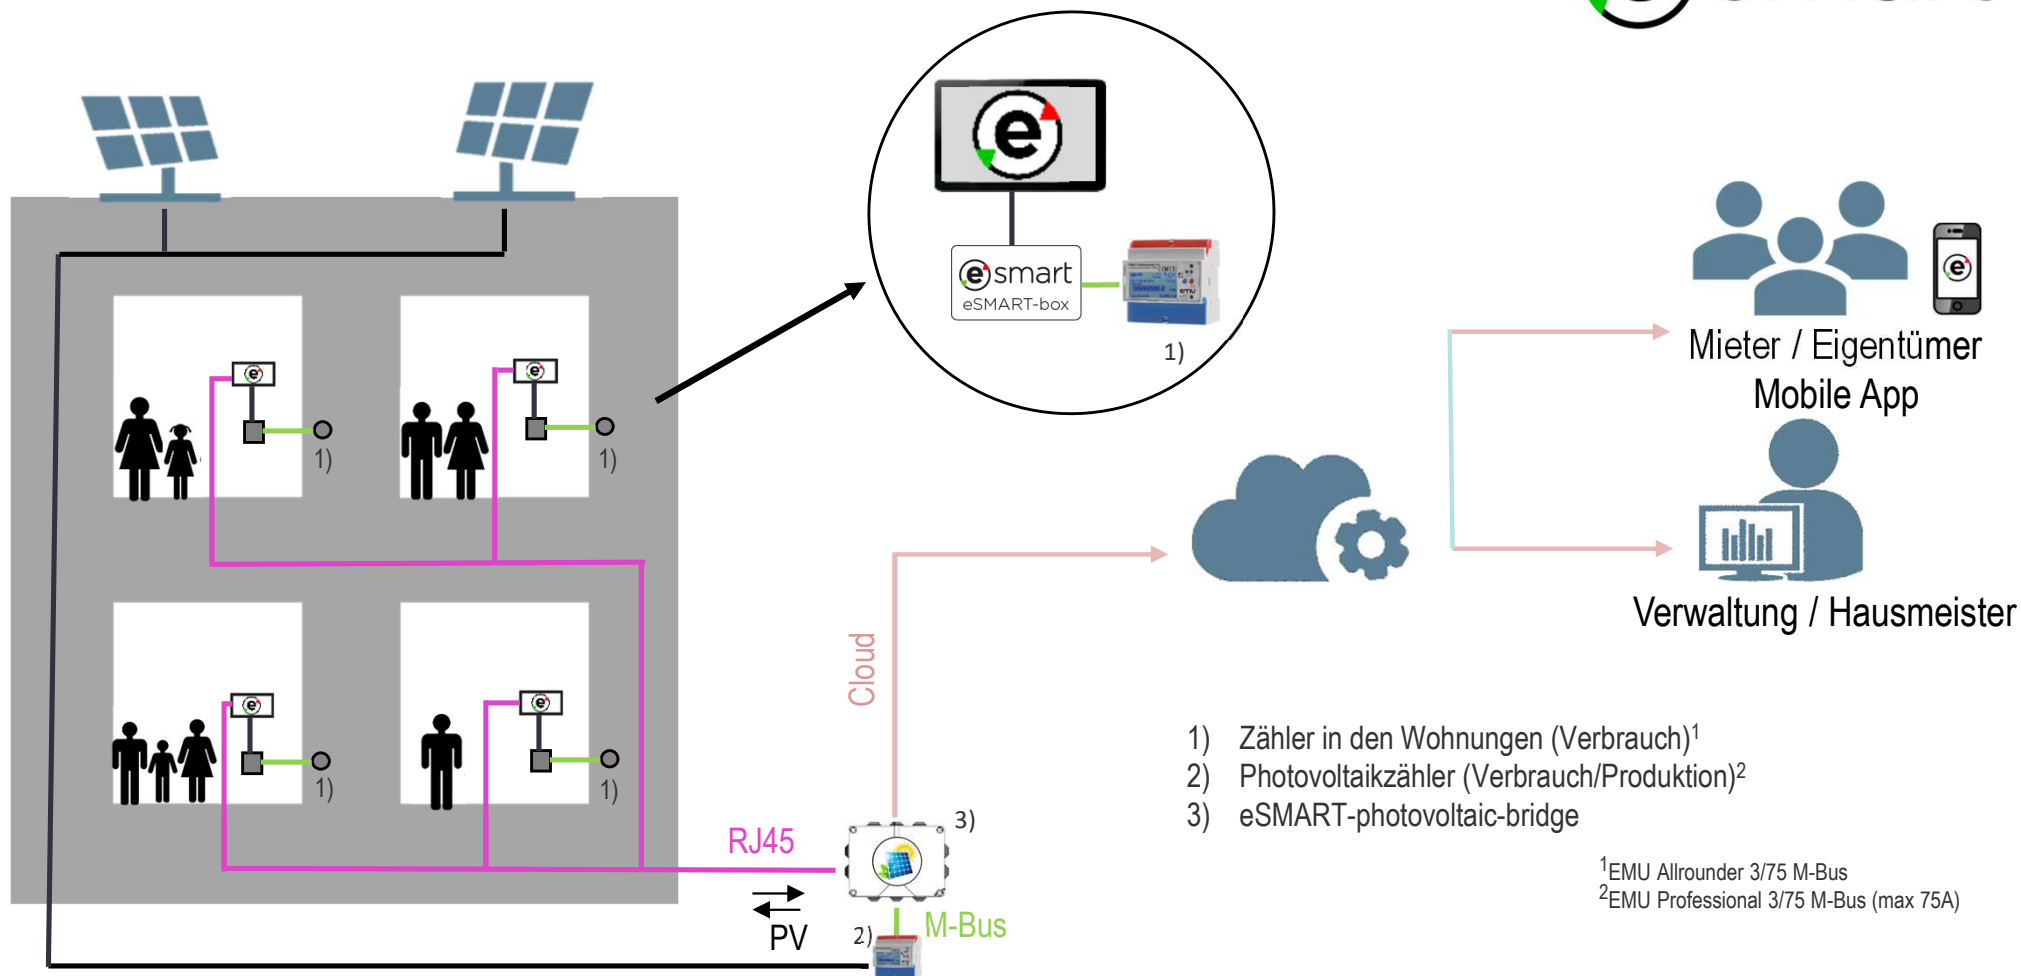 e
e smart
eSMART-box
emu
1)
e
Mieter / Eigentümer
Mobile App
e
1)
e
1)
Verwaltung / Hausmeister
Cloud
e
1)
e
1)
1) Zähler in den Wohnungen (Verbrauch)1
2) Photovoltaikzähler (Verbrauch/Produktion)2
3) eSMART-photovoltaic-bridge
3)
RJ45
1EMU Allrounder 3/75 M-Bus
2EMU Professional 3/75 M-Bus (max 75A)
M-Bus
PV
2)